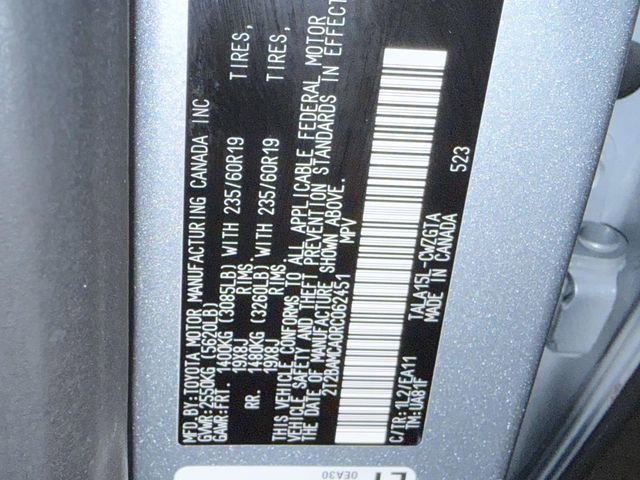 MFD.BY:TOYOTA MOTOR MANUFACTURING CANADA INC
GVWR:2550KG (5620LB)
GAWR:FRT. 1400KG (3085LB) WITH 235/60R19 TIRES,
19X8J RIMS,
RR. 1480KG (3260LB) WITH 235/60R19 TIRES,
19X8J RIMS.
THIS VEHICLE CONFORMS TO ALL APPLICABLE FEDERAL MOTOR
VEHICLE SAFETY AND THEFT PREVENTION STANDARDS IN EFFECT
ON THE DATE OF MANUFACTURE SHOWN ABOVE.
2T2BAMCA0RC062451 MPV
523
C/TR:1L2/EA11 TALA15L-CWZGTA
TM:UA81F MADE IN CANADA
0EA30